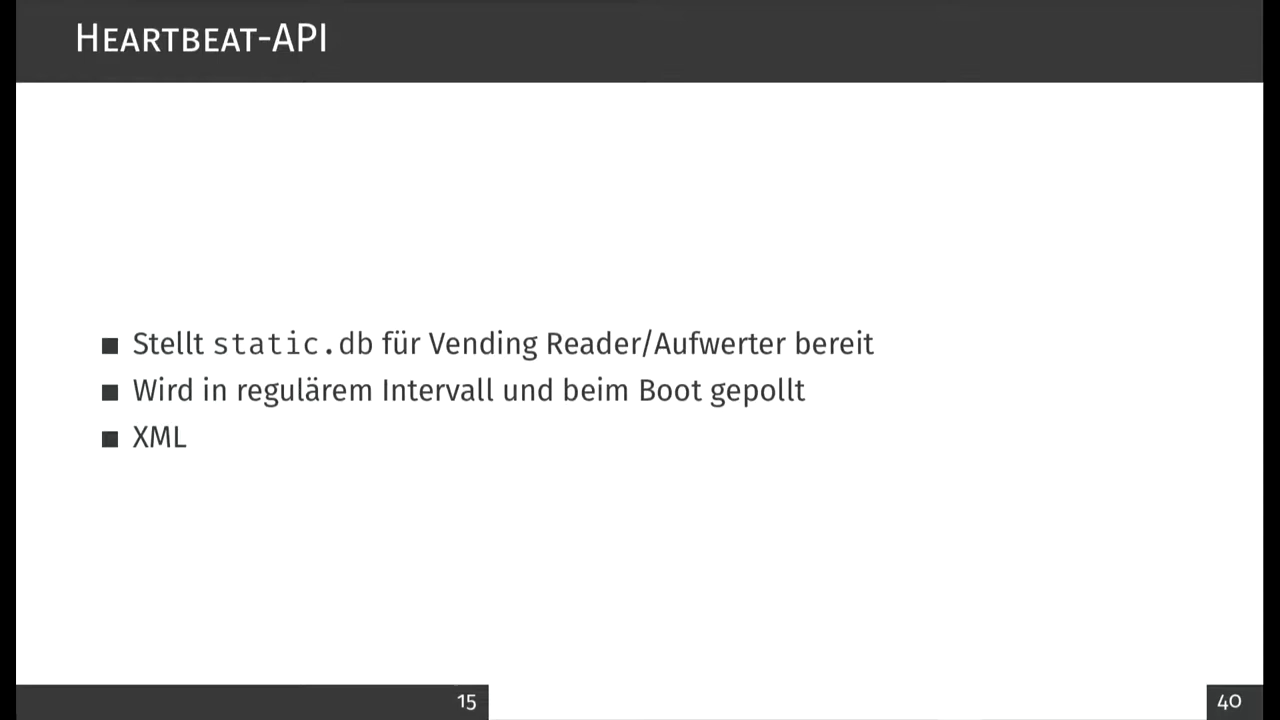 Heartbeat-API
Stellt static.db für Vending Reader/Aufwerter bereit
Wird in regulärem Intervall und beim Boot gepollt
XML
15
40